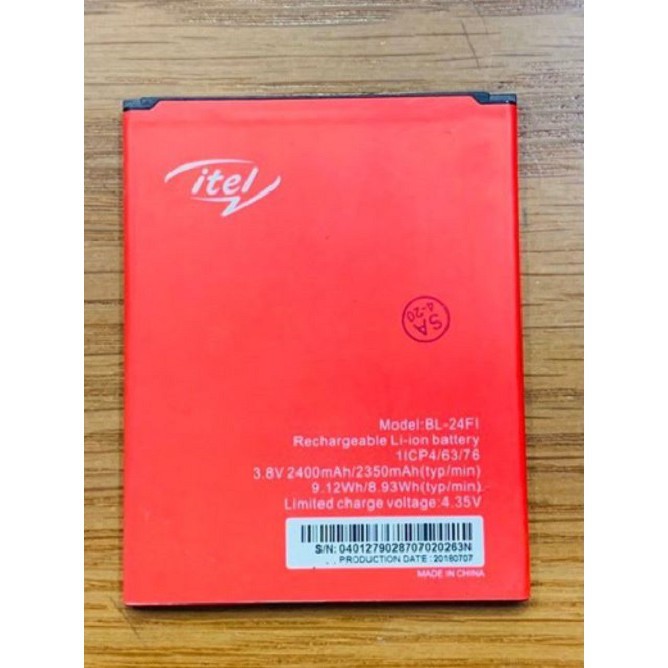 itel
SA
4-20
Model:BL-24FI
Rechargeable Li-ion battery
1ICP4/63/76
3.8V 2400mAh/2350mAh(typ/min)
9.12Wh/8.93Wh(typ/min)
Limited charge voltage:4.35V
S/N: 0401279028707020263N
PRODUCTION DATE : 20180707
MADE IN CHINA